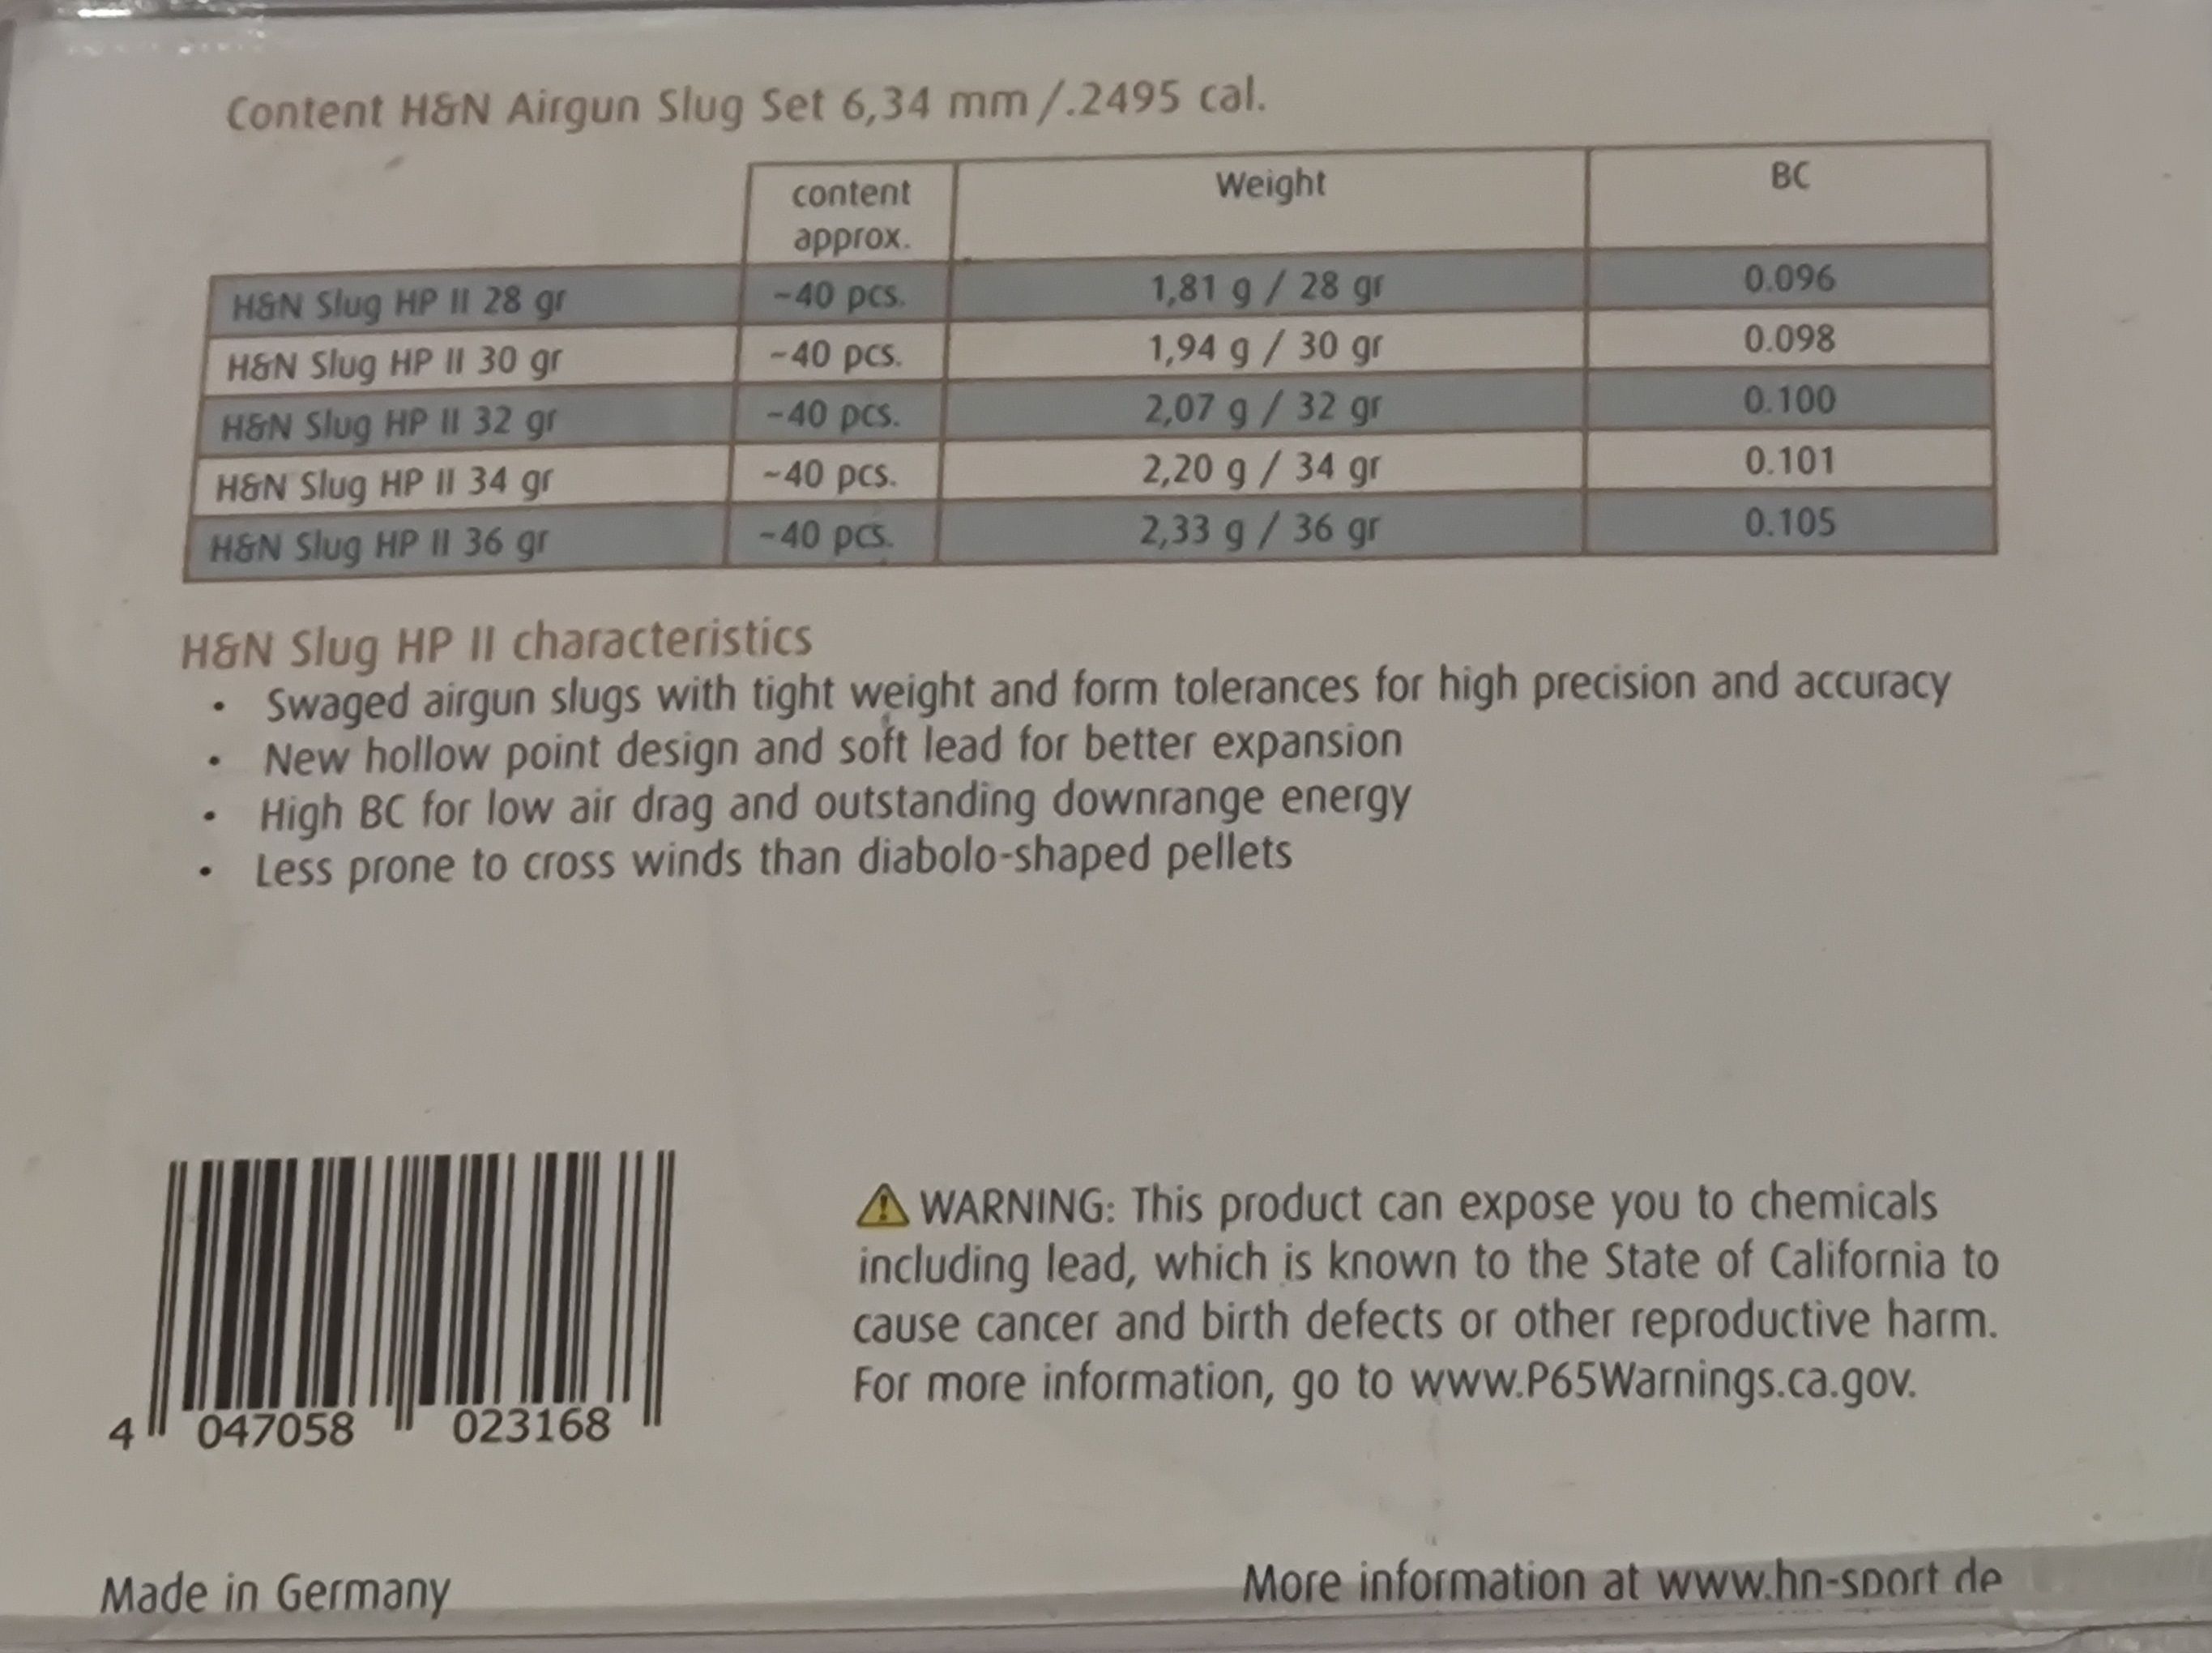 Content H&N Airgun Slug Set 6,34 mm /.2495 cal.
content approx. Weight BC
H&N Slug HP II 28 gr ~40 pcs. 1,81 g / 28 gr 0.096
H&N Slug HP II 30 gr ~40 pcs. 1,94 g / 30 gr 0.098
H&N Slug HP II 32 gr ~40 pcs. 2,07 g / 32 gr 0.100
H&N Slug HP II 34 gr ~40 pcs. 2,20 g / 34 gr 0.101
H&N Slug HP II 36 gr ~40 pcs. 2,33 g / 36 gr 0.105
H&N Slug HP II characteristics
• Swaged airgun slugs with tight weight and form tolerances for high precision and accuracy
• New hollow point design and soft lead for better expansion
• High BC for low air drag and outstanding downrange energy
• Less prone to cross winds than diabolo-shaped pellets
4 047058 023168
⚠ WARNING: This product can expose you to chemicals
including lead, which is known to the State of California to
cause cancer and birth defects or other reproductive harm.
For more information, go to www.P65Warnings.ca.gov.
Made in Germany
More information at www.hn-sport.de